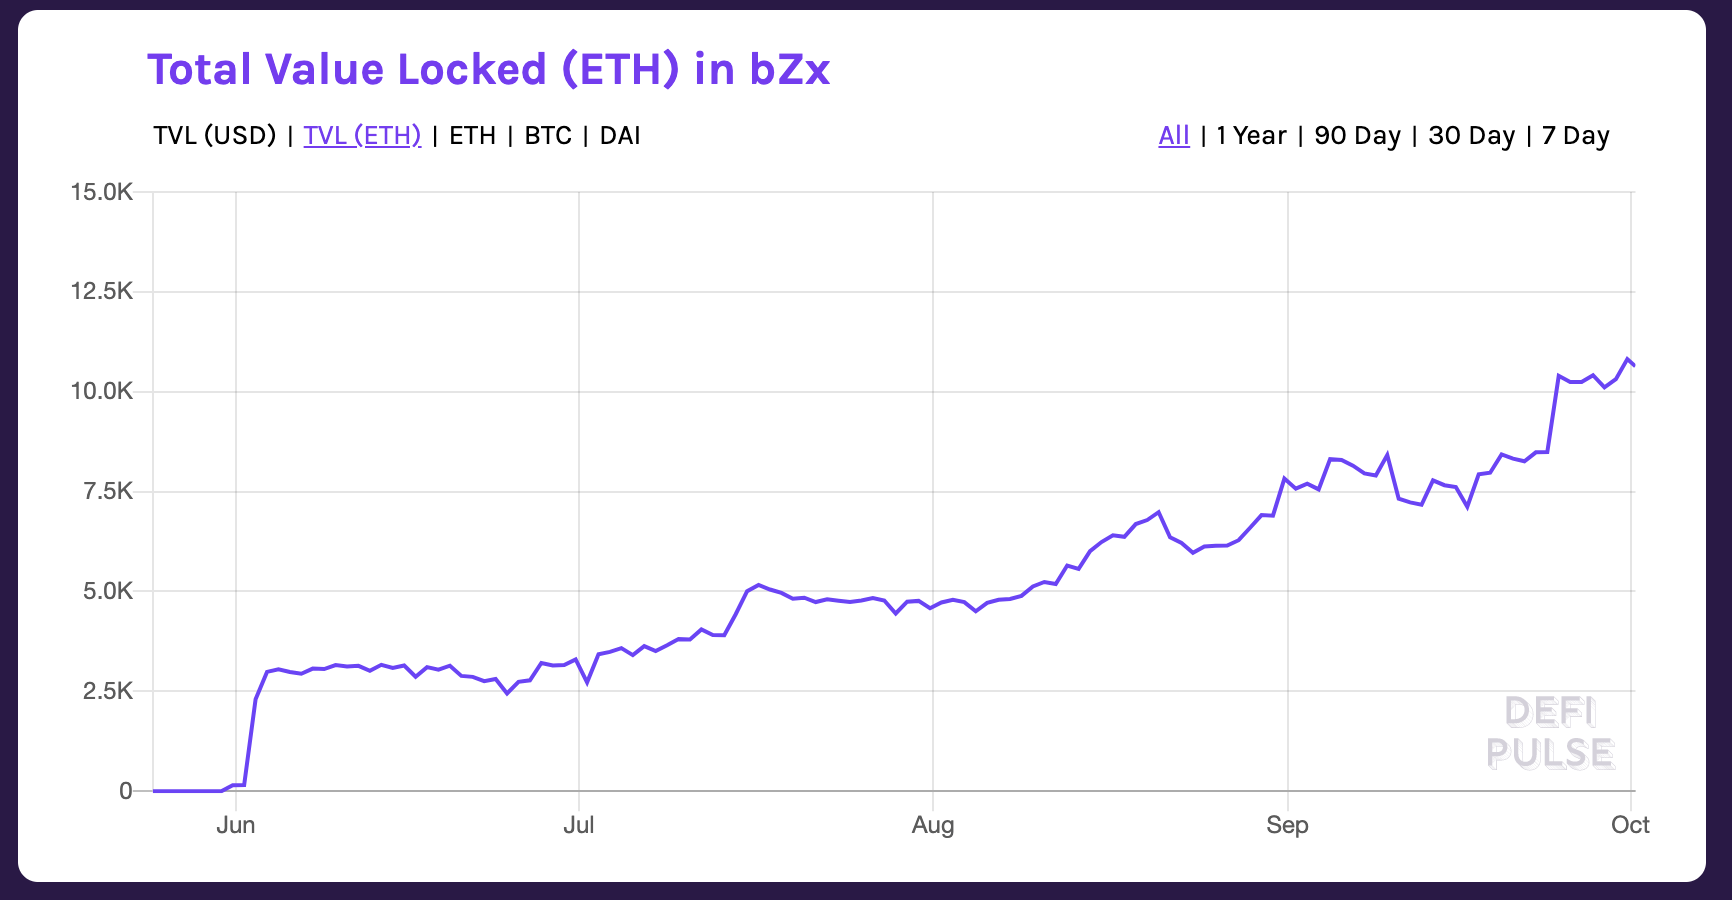 Total Value Locked (ETH) in bZx
TVL (USD) | TVL (ETH) | ETH | BTC | DAI
All | 1 Year | 90 Day | 30 Day | 7 Day
15.0K
12.5K
10.0K
7.5K
5.0K
2.5K
0
Jun Jul Aug Sep Oct
DEFI
PULSE